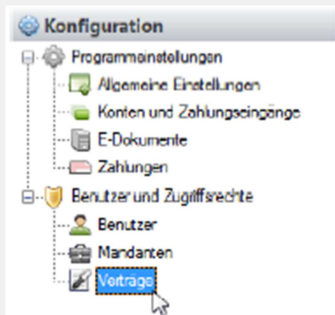 Konfiguration
Programmeinstellungen
Allgemeine Einstellungen
Konten und Zahlungseingänge
E-Dokumente
Zahlungen
Benutzer und Zugriffsrechte
Benutzer
Mandanten
Verträge